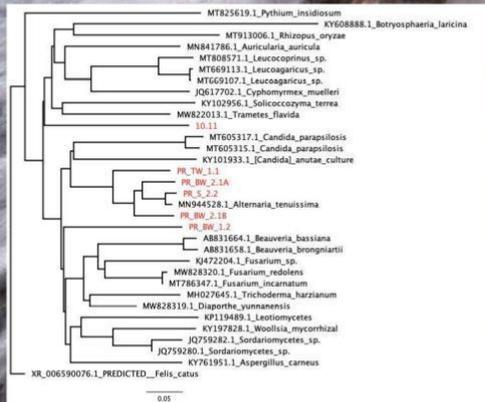 MT825619.1_Pythium_insidiosum
KY608888.1_Botryosphaeria_laricina
MT913006.1_Rhizopus_oryzae
MN841786.1_Auricularia_auricula
MT808571.1_Leucocoprinus_sp.
MT669113.1_Leucoagaricus_sp.
MT669107.1_Leucoagaricus_sp.
JQ617702.1_Cyphomyrmex_muelleri
KY102956.1_Solicoccozyma_terrea
MW822013.1_Trametes_flavida
10.11
MT605317.1_Candida_parapsilosis
MT605315.1_Candida_parapsilosis
KY101933.1_[Candida]_anutae_culture
PR_TW_1.1
PR_BW_2.1A
PR_S_2.2
MN944528.1_Alternaria_tenuissima
PR_BW_2.1B
PR_BW_1.2
AB831664.1_Beauveria_bassiana
AB831658.1_Beauveria_brongniartii
KJ472204.1_Fusarium_sp.
MW828320.1_Fusarium_redolens
MT786347.1_Fusarium_incarnatum
MH027645.1_Trichoderma_harzianum
MW828319.1_Diaporthe_yunnanensis
KP119489.1_Leotiomycetes
KY197828.1_Woollsia_mycorrhizal
JQ759282.1_Sordariomycetes_sp.
JQ759280.1_Sordariomycetes_sp.
KY761951.1_Aspergillus_carneus
XR_006590076.1_PREDICTED__Felis_catus
0.05